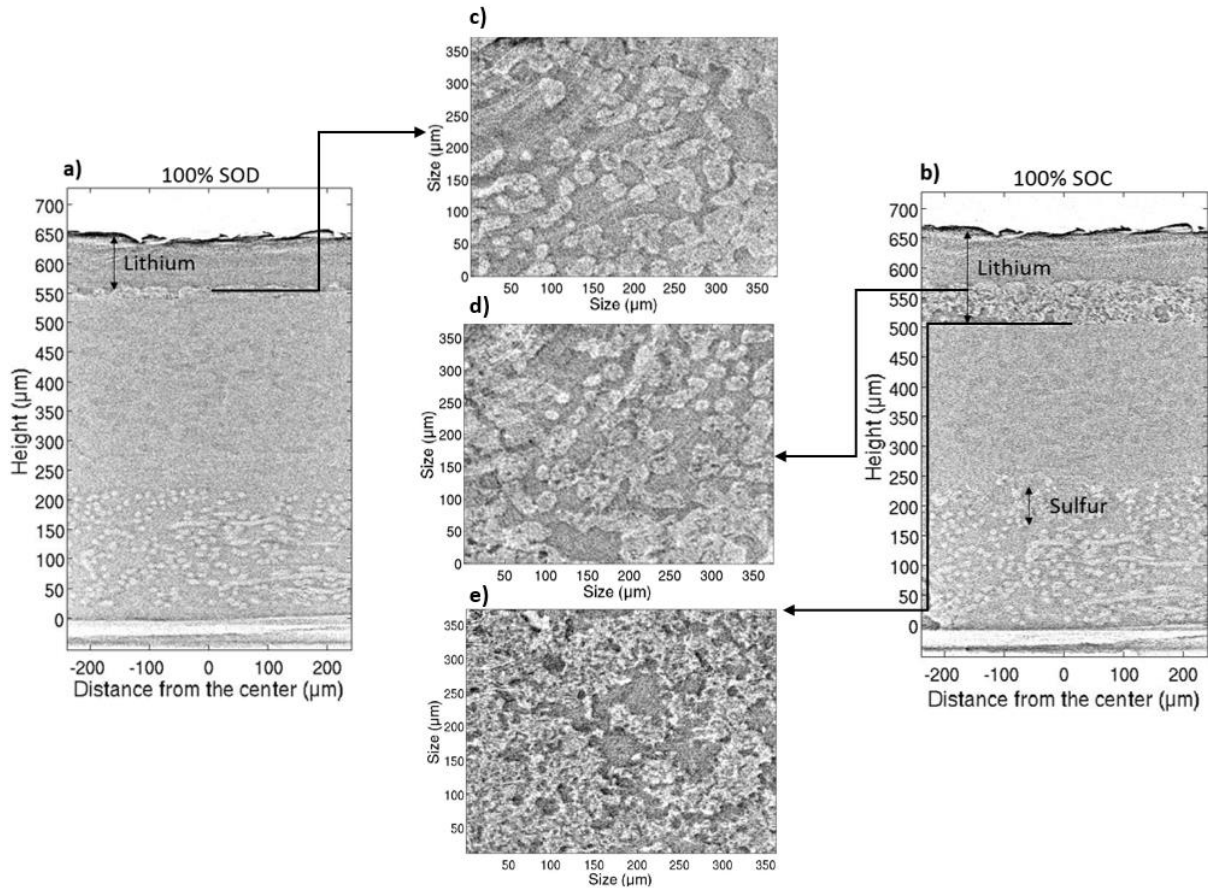 a)
100% SOD
700
650
600
550
500
450
400
350
300
250
200
150
100
50
0
Height (µm)
Lithium
-200 -100 0 100 200
Distance from the center (µm)
c)
350
300
250
200
150
100
50
0
Size (µm)
50 100 150 200 250 300 350
Size (µm)
d)
350
300
250
200
150
100
50
0
Size (µm)
50 100 150 200 250 300 350
Size (µm)
e)
350
300
250
200
150
100
50
Size (µm)
50 100 150 200 250 300 350
Size (µm)
b)
100% SOC
700
650
600
550
500
450
400
350
300
250
200
150
100
50
0
Height (µm)
Lithium
Sulfur
-200 -100 0 100 200
Distance from the center (µm)